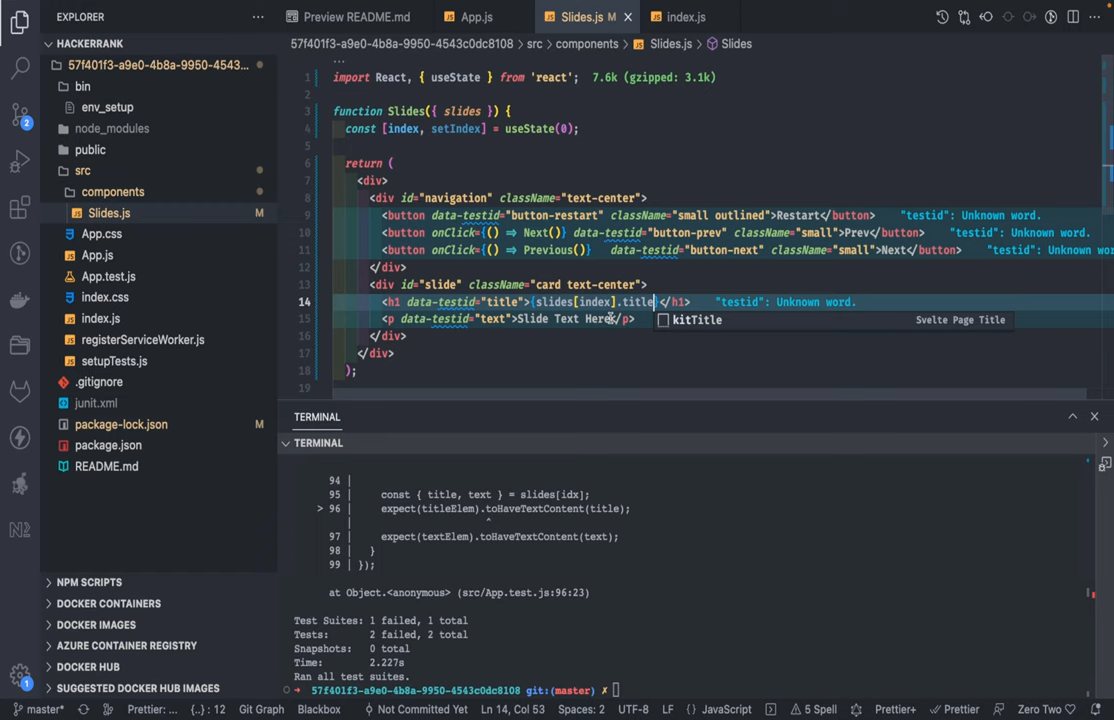 EXPLORER
Preview README.md
App.js
Slides.js M
index.js
HACKERRANK
57f401f3-a9e0-4b8a-9950-4543c0dc8108 > src > components > Slides.js > Slides
57f401f3-a9e0-4b8a-9950-4543...
bin
env_setup
node_modules
public
src
components
Slides.js M
App.css
App.js
App.test.js
index.css
index.js
registerServiceWorker.js
setupTests.js
.gitignore
junit.xml
package-lock.json M
package.json
README.md
NPM SCRIPTS
DOCKER CONTAINERS
DOCKER IMAGES
AZURE CONTAINER REGISTRY
DOCKER HUB
SUGGESTED DOCKER HUB IMAGES
2
N2
1
...
1 import React, { useState } from 'react'; 7.6k (gzipped: 3.1k)
2
3 function Slides({ slides }) {
4 const [index, setIndex] = useState(0);
5
6 return (
7 <div>
8 <div id="navigation" className="text-center">
9 <button data-testid="button-restart" className="small outlined">Restart</button> "testid": Unknown word.
10 <button onClick={() => Next()} data-testid="button-prev" className="small">Prev</button> "testid": Unknown word.
11 <button onClick={() => Previous()} data-testid="button-next" className="small">Next</button> "testid": Unknown wor
12 </div>
13 <div id="slide" className="card text-center">
14 <h1 data-testid="title">{slides[index].title}</h1> "testid": Unknown word.
15 <p data-testid="text">Slide Text Here</p>
kitTitle Svelte Page Title
16 </div>
17 </div>
18 );
19
TERMINAL
TERMINAL
94 |
95 | const { title, text } = slides[idx];
> 96 | expect(titleElem).toHaveTextContent(title);
| ^
97 | expect(textElem).toHaveTextContent(text);
98 | }
99 | });
at Object.<anonymous> (src/App.test.js:96:23)
Test Suites: 1 failed, 1 total
Tests: 2 failed, 2 total
Snapshots: 0 total
Time: 2.227s
Ran all test suites.
→ 57f401f3-a9e0-4b8a-9950-4543c0dc8108 git:(master) ✗
master* Prettier: ... : 12 Git Graph Blackbox Not Committed Yet Ln 14, Col 53 Spaces: 2 UTF-8 LF {} JavaScript 5 Spell Prettier+ Prettier Zero Two ♡